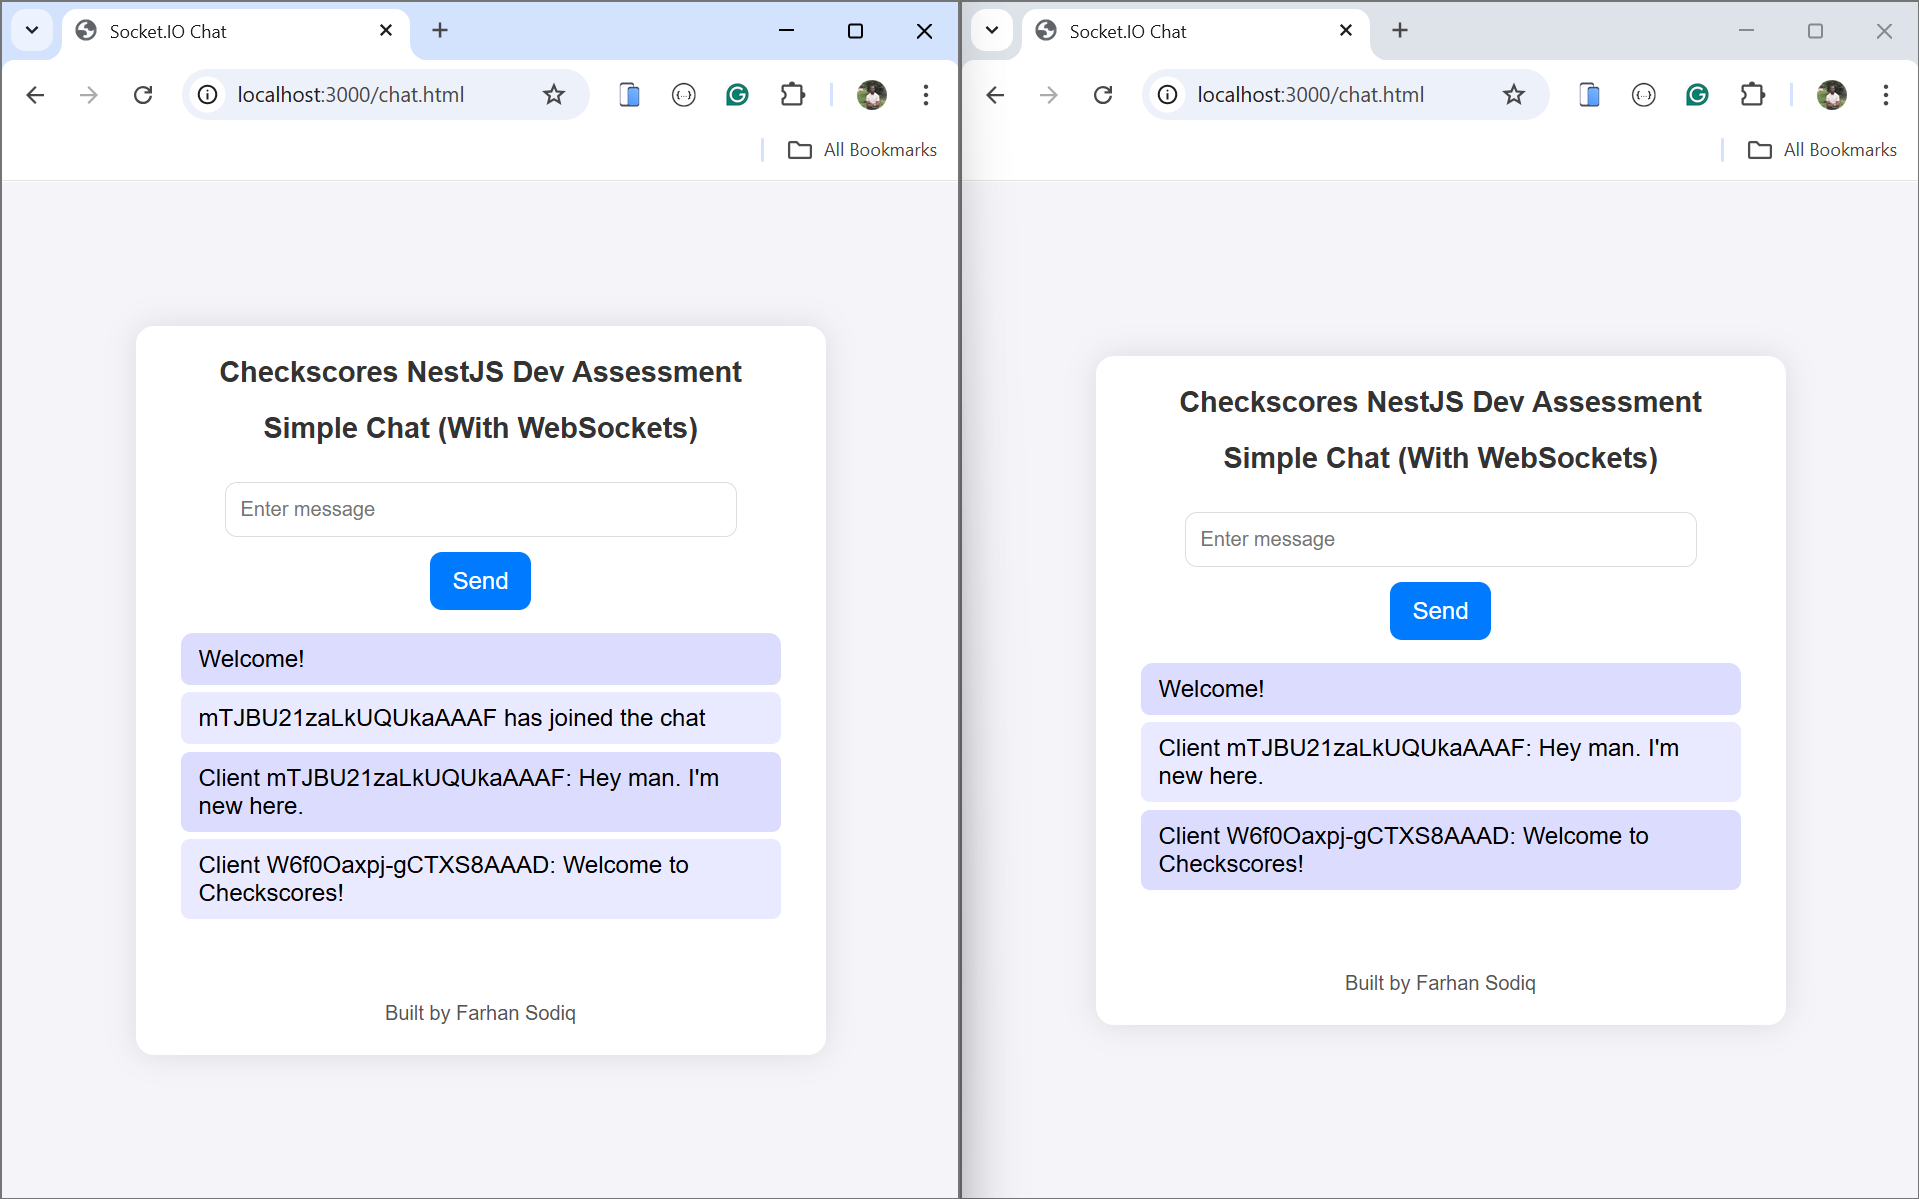 Socket.IO Chat
localhost:3000/chat.html
All Bookmarks
Checkscores NestJS Dev Assessment
Simple Chat (With WebSockets)
Enter message
Send
Welcome!
mTJBU21zaLkUQUkaAAAF has joined the chat
Client mTJBU21zaLkUQUkaAAAF: Hey man. I'm
new here.
Client W6f0Oaxpj-gCTXS8AAAD: Welcome to
Checkscores!
Built by Farhan Sodiq
Socket.IO Chat
localhost:3000/chat.html
All Bookmarks
Checkscores NestJS Dev Assessment
Simple Chat (With WebSockets)
Enter message
Send
Welcome!
Client mTJBU21zaLkUQUkaAAAF: Hey man. I'm
new here.
Client W6f0Oaxpj-gCTXS8AAAD: Welcome to
Checkscores!
Built by Farhan Sodiq